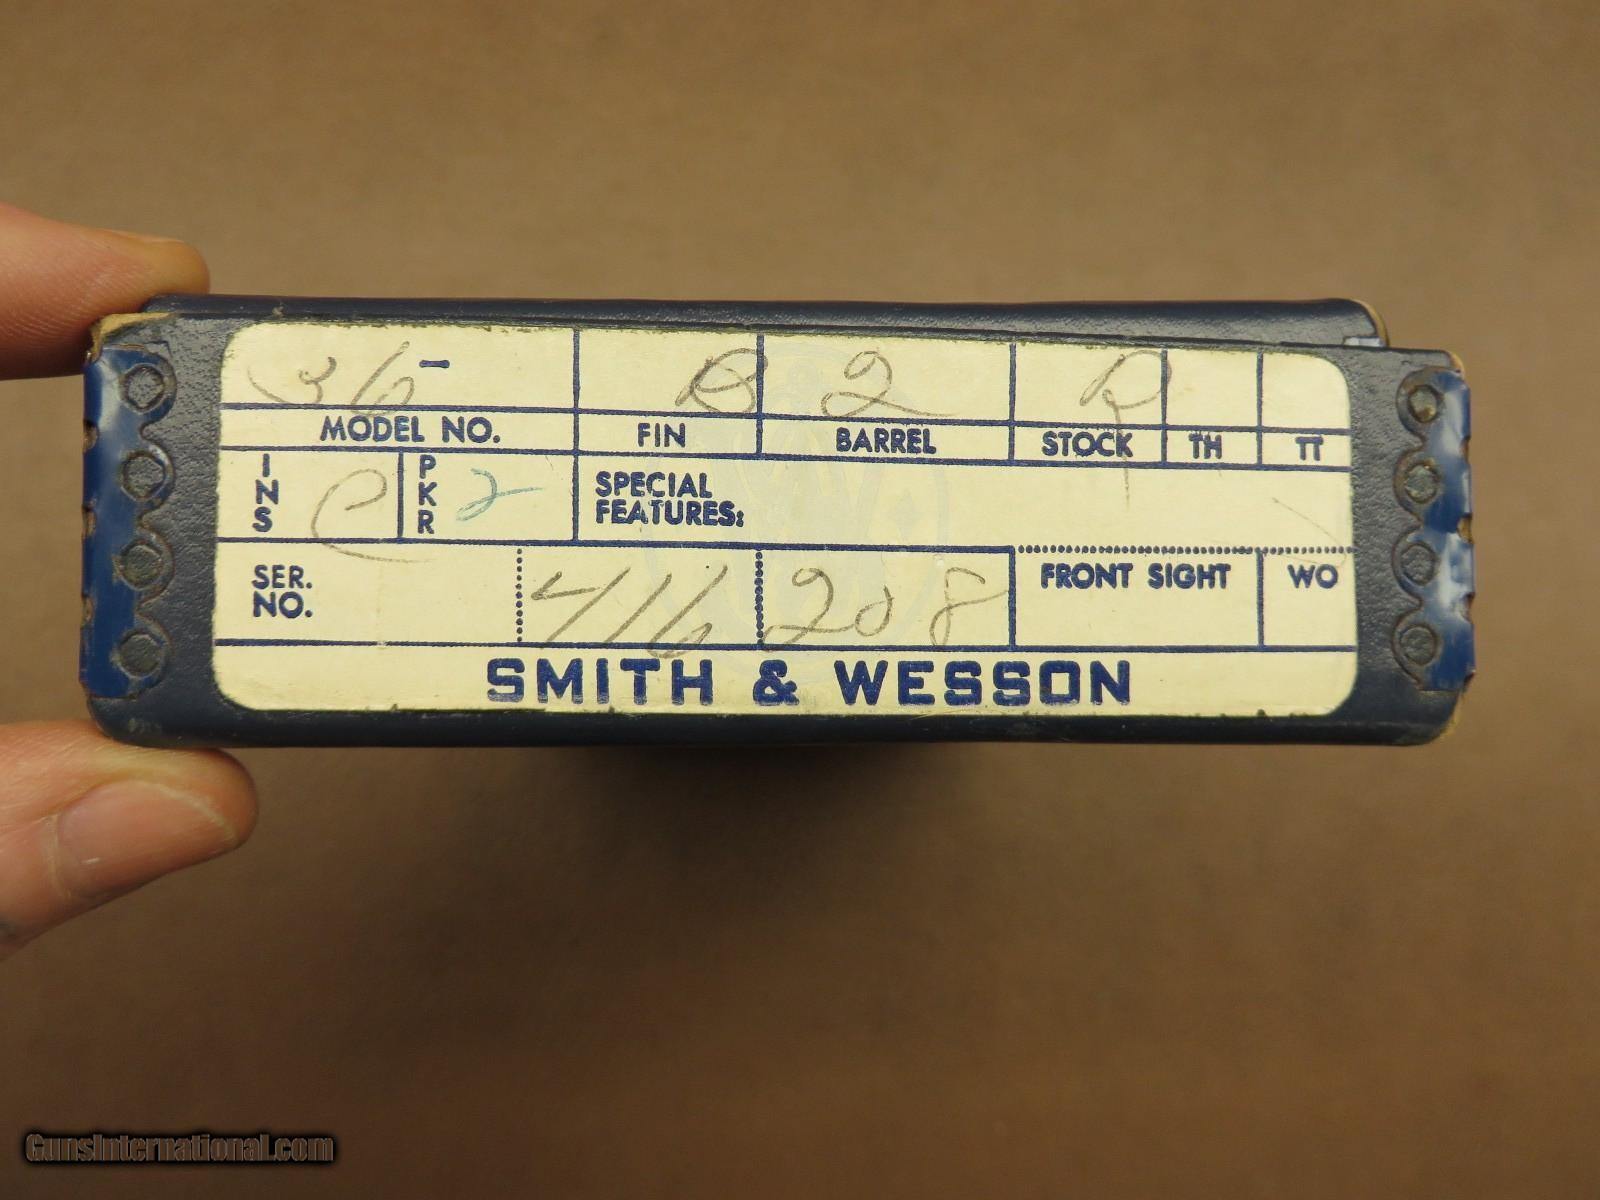 36- B 2 R
MODEL NO. FIN BARREL STOCK TH TT
INS C PKR 2 SPECIAL
FEATURES:
SER.
NO. 416 208 FRONT SIGHT WO
SMITH & WESSON
GunsInternational.com